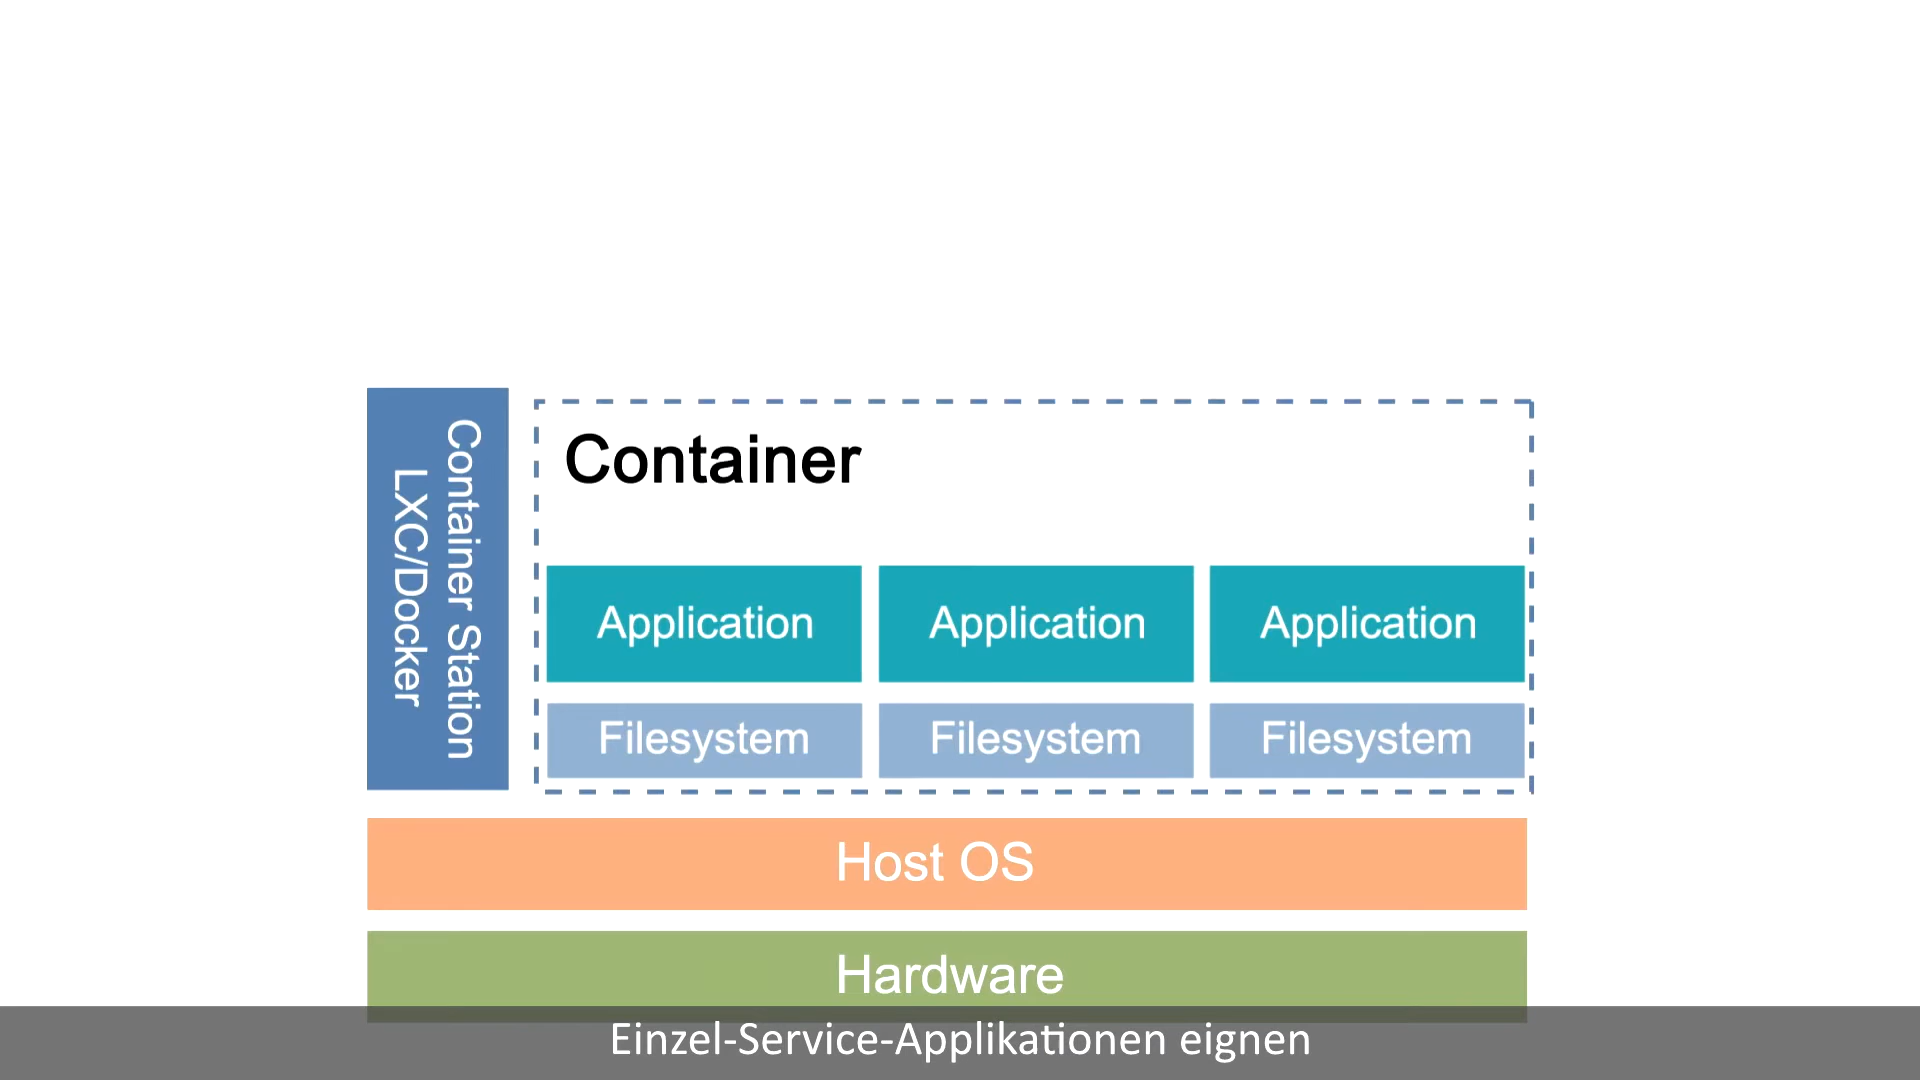 Container Station
LXC/Docker
Container
Application Application Application
Filesystem Filesystem Filesystem
Host OS
Hardware
Einzel-Service-Applikationen eignen